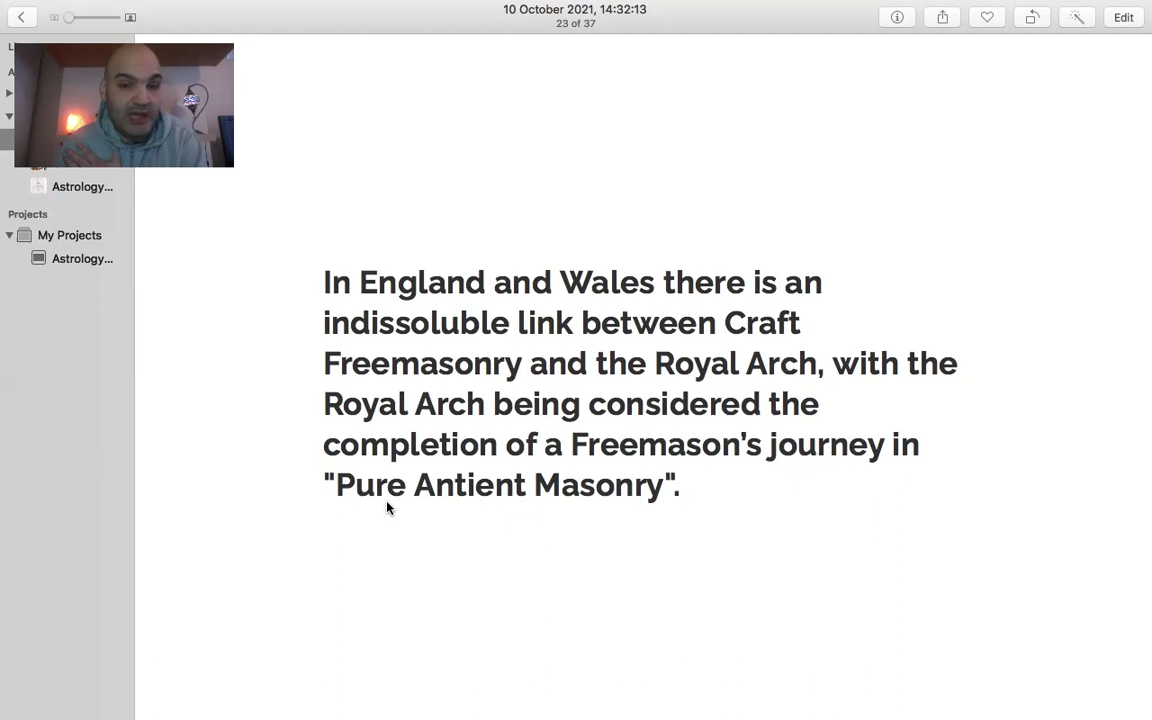 10 October 2021, 14:32:13
23 of 37
Edit
L
A
Astrology...
Projects
My Projects
Astrology...
In England and Wales there is an
indissoluble link between Craft
Freemasonry and the Royal Arch, with the
Royal Arch being considered the
completion of a Freemason’s journey in
"Pure Antient Masonry".